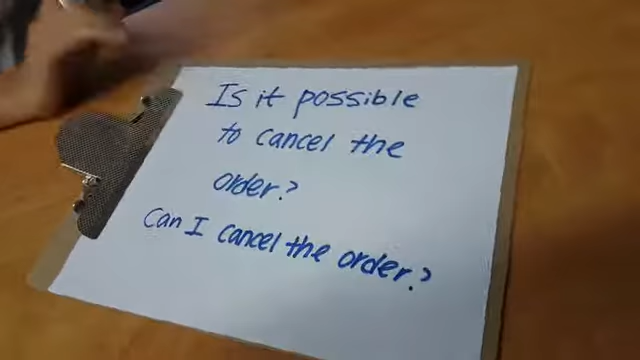 Is it possible
to cancel the
order?
Can I cancel the order?